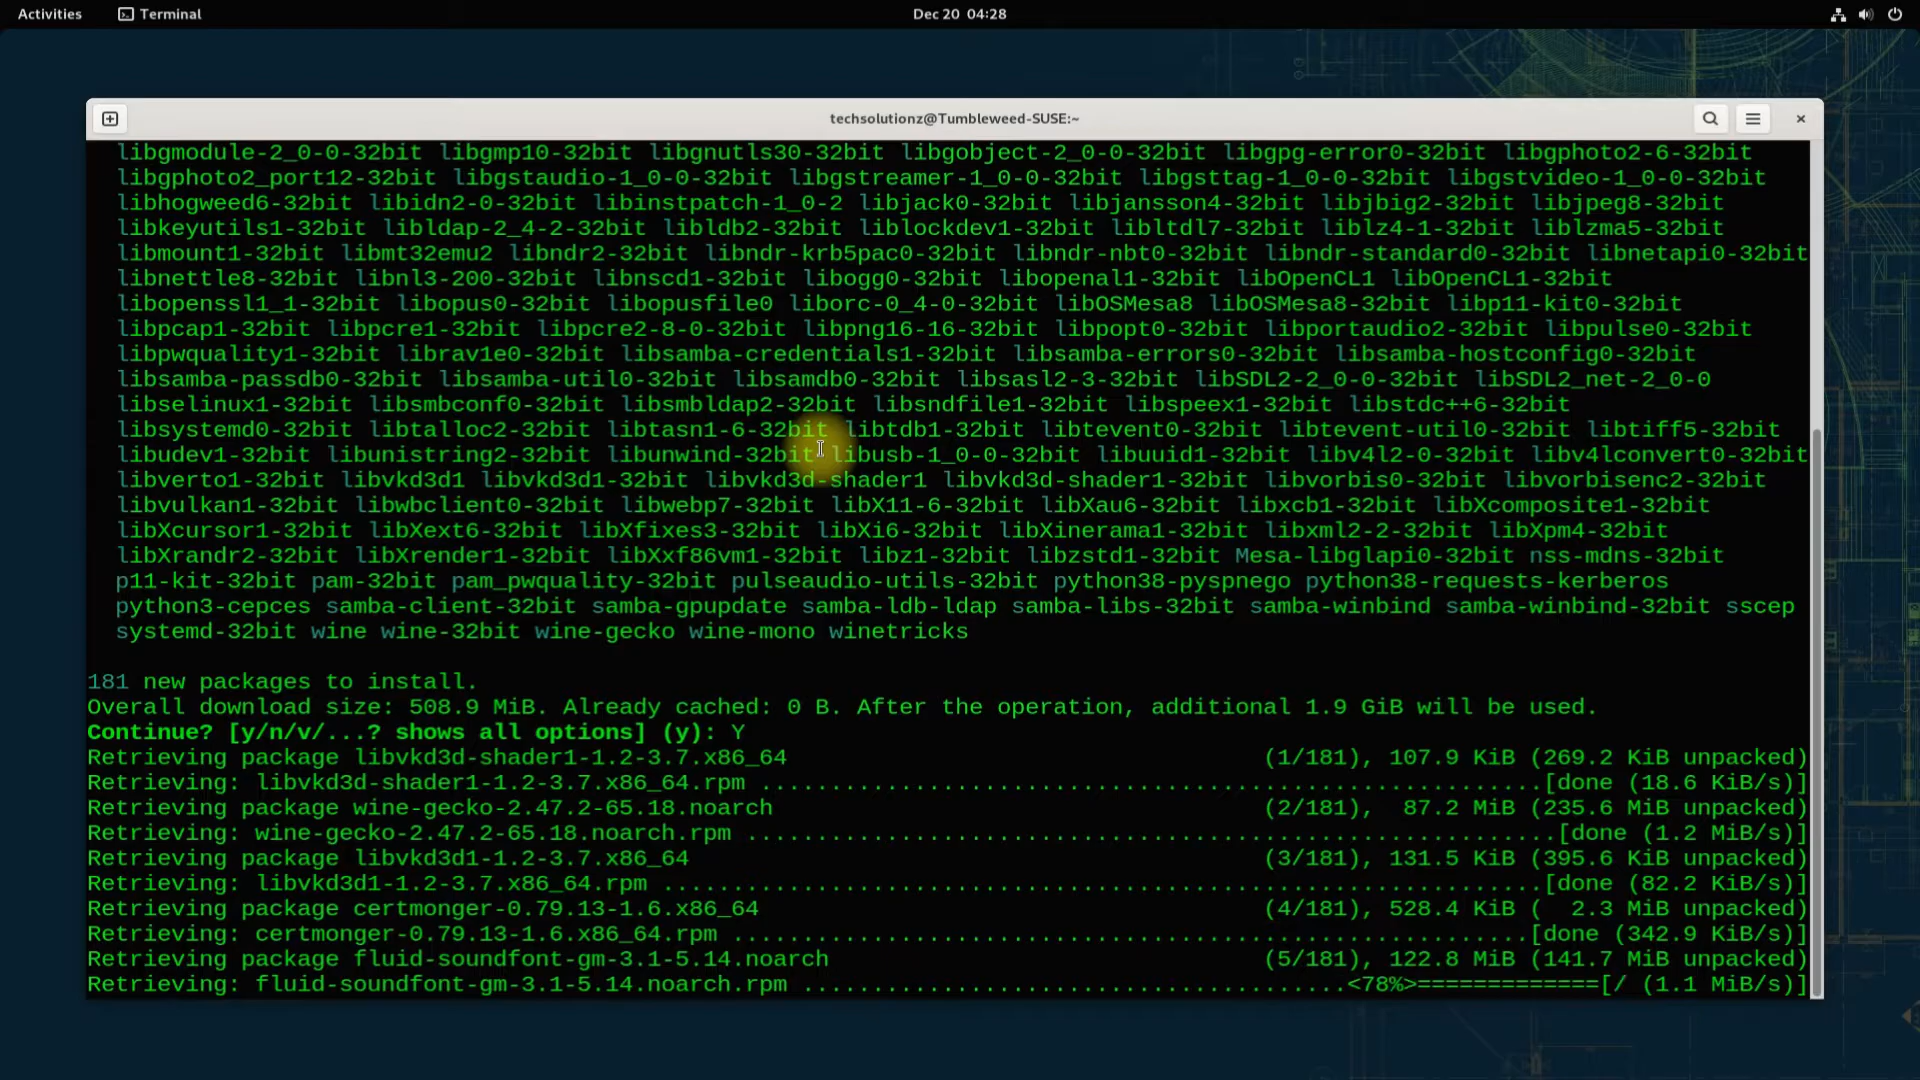 Activities Terminal Dec 20 04:28
techsolutionz@Tumbleweed-SUSE:~
libgmodule-2_0-0-32bit libgmp10-32bit libgnutls30-32bit libgobject-2_0-0-32bit libgpg-error0-32bit libgphoto2-6-32bit
libgphoto2_port12-32bit libgstaudio-1_0-0-32bit libgstreamer-1_0-0-32bit libgsttag-1_0-0-32bit libgstvideo-1_0-0-32bit
libhogweed6-32bit libidn2-0-32bit libinstpatch-1_0-2 libjack0-32bit libjansson4-32bit libjbig2-32bit libjpeg8-32bit
libkeyutils1-32bit libldap-2_4-2-32bit libldb2-32bit liblockdev1-32bit libltdl7-32bit liblz4-1-32bit liblzma5-32bit
libmount1-32bit libmt32emu2 libndr2-32bit libndr-krb5pac0-32bit libndr-nbt0-32bit libndr-standard0-32bit libnetapi0-32bit
libnettle8-32bit libnl3-200-32bit libnscd1-32bit libogg0-32bit libopenal1-32bit libOpenCL1 libOpenCL1-32bit
libopenssl1_1-32bit libopus0-32bit libopusfile0 liborc-0_4-0-32bit libOSMesa8 libOSMesa8-32bit libp11-kit0-32bit
libpcap1-32bit libpcre1-32bit libpcre2-8-0-32bit libpng16-16-32bit libpopt0-32bit libportaudio2-32bit libpulse0-32bit
libpwquality1-32bit librav1e0-32bit libsamba-credentials1-32bit libsamba-errors0-32bit libsamba-hostconfig0-32bit
libsamba-passdb0-32bit libsamba-util0-32bit libsamdb0-32bit libsasl2-3-32bit libSDL2-2_0-0-32bit libSDL2_net-2_0-0
libselinux1-32bit libsmbconf0-32bit libsmbldap2-32bit libsndfile1-32bit libspeex1-32bit libstdc++6-32bit
libsystemd0-32bit libtalloc2-32bit libtasn1-6-32bit libtdb1-32bit libtevent0-32bit libtevent-util0-32bit libtiff5-32bit
libudev1-32bit libunistring2-32bit libunwind-32bit libusb-1_0-0-32bit libuuid1-32bit libv4l2-0-32bit libv4lconvert0-32bit
libverto1-32bit libvkd3d1 libvkd3d1-32bit libvkd3d-shader1 libvkd3d-shader1-32bit libvorbis0-32bit libvorbisenc2-32bit
libvulkan1-32bit libwbclient0-32bit libwebp7-32bit libX11-6-32bit libXau6-32bit libxcb1-32bit libXcomposite1-32bit
libXcursor1-32bit libXext6-32bit libXfixes3-32bit libXi6-32bit libXinerama1-32bit libxml2-2-32bit libXpm4-32bit
libXrandr2-32bit libXrender1-32bit libXxf86vm1-32bit libz1-32bit libzstd1-32bit Mesa-libglapi0-32bit nss-mdns-32bit
p11-kit-32bit pam-32bit pam_pwquality-32bit pulseaudio-utils-32bit python38-pyspnego python38-requests-kerberos
python3-cepces samba-client-32bit samba-gpupdate samba-ldb-ldap samba-libs-32bit samba-winbind samba-winbind-32bit sscep
systemd-32bit wine wine-32bit wine-gecko wine-mono winetricks
181 new packages to install.
Overall download size: 508.9 MiB. Already cached: 0 B. After the operation, additional 1.9 GiB will be used.
Continue? [y/n/v/...? shows all options] (y): Y
Retrieving package libvkd3d-shader1-1.2-3.7.x86_64 (1/181), 107.9 KiB (269.2 KiB unpacked)
Retrieving: libvkd3d-shader1-1.2-3.7.x86_64.rpm .......................................................[done (18.6 KiB/s)]
Retrieving package wine-gecko-2.47.2-65.18.noarch (2/181), 87.2 MiB (235.6 MiB unpacked)
Retrieving: wine-gecko-2.47.2-65.18.noarch.rpm .........................................................[done (1.2 MiB/s)]
Retrieving package libvkd3d1-1.2-3.7.x86_64 (3/181), 131.5 KiB (395.6 KiB unpacked)
Retrieving: libvkd3d1-1.2-3.7.x86_64.rpm ..............................................................[done (82.2 KiB/s)]
Retrieving package certmonger-0.79.13-1.6.x86_64 (4/181), 528.4 KiB (  2.3 MiB unpacked)
Retrieving: certmonger-0.79.13-1.6.x86_64.rpm ........................................................[done (342.9 KiB/s)]
Retrieving package fluid-soundfont-gm-3.1-5.14.noarch (5/181), 122.8 MiB (141.7 MiB unpacked)
Retrieving: fluid-soundfont-gm-3.1-5.14.noarch.rpm .......................................<78%>=============[/ (1.1 MiB/s)]